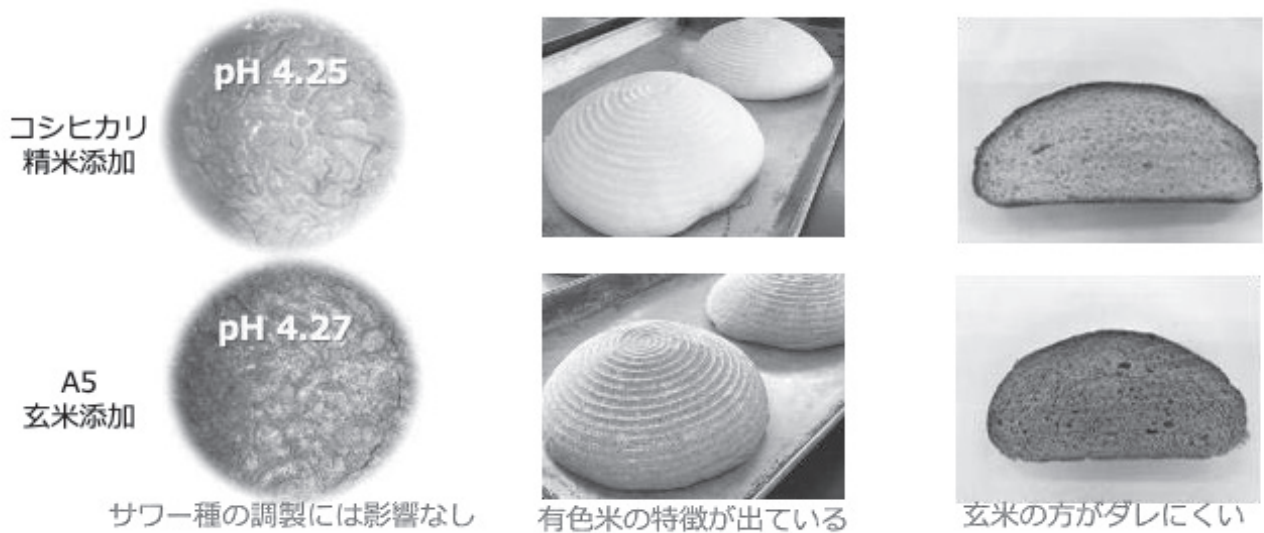 pH 4.25
コシヒカリ
精米添加
pH 4.27
A5
玄米添加
サワー種の調製には影響なし
有色米の特徴が出ている
玄米の方がダレにくい